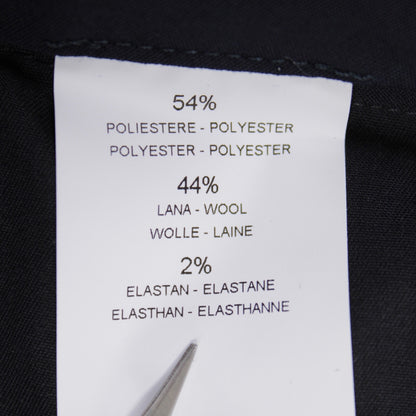 54%
POLIESTERE - POLYESTER
POLYESTER - POLYESTER
44%
LANA - WOOL
WOLLE - LAINE
2%
ELASTAN - ELASTANE
ELASTHAN - ELASTHANNE